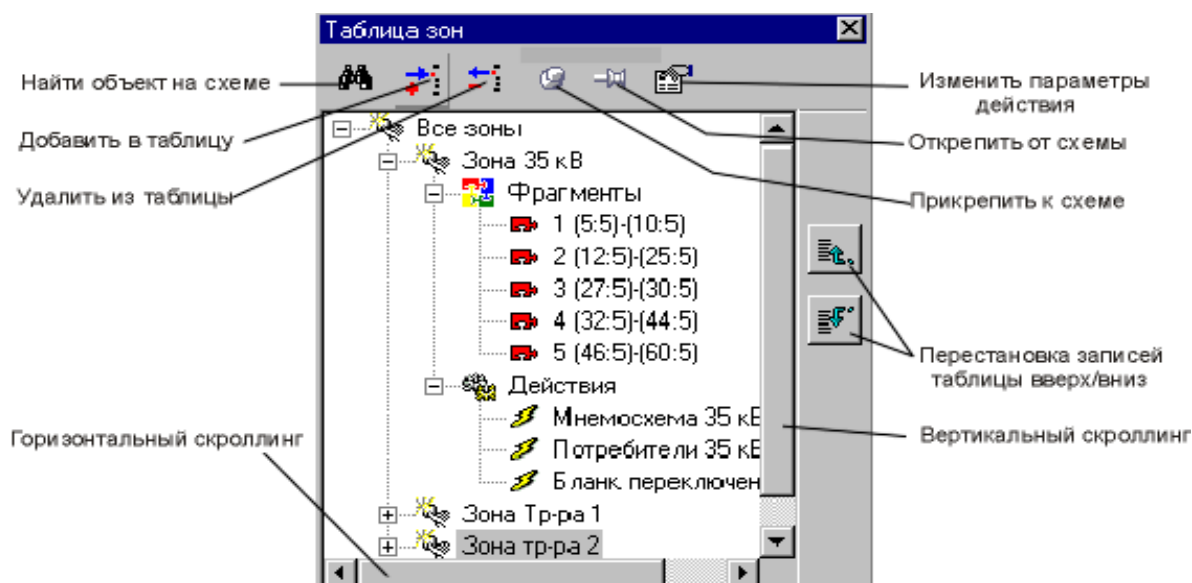 Таблица зон
Найти объект на схеме
Добавить в таблицу
Удалить из таблицы
Изменить параметры
действия
Открепить от схемы
Прикрепить к схеме
Все зоны
Зона 35 кВ
Фрагменты
1 (5:5)-(10:5)
2 (12:5)-(25:5)
3 (27:5)-(30:5)
4 (32:5)-(44:5)
5 (46:5)-(60:5)
Действия
Мнемосхема 35 кВ
Потребители 35 кВ
Бланк. переключен
Зона Тр-ра 1
Зона тр-ра 2
Перестановка записей
таблицы вверх/вниз
Горизонтальный скроллинг
Вертикальный скроллинг